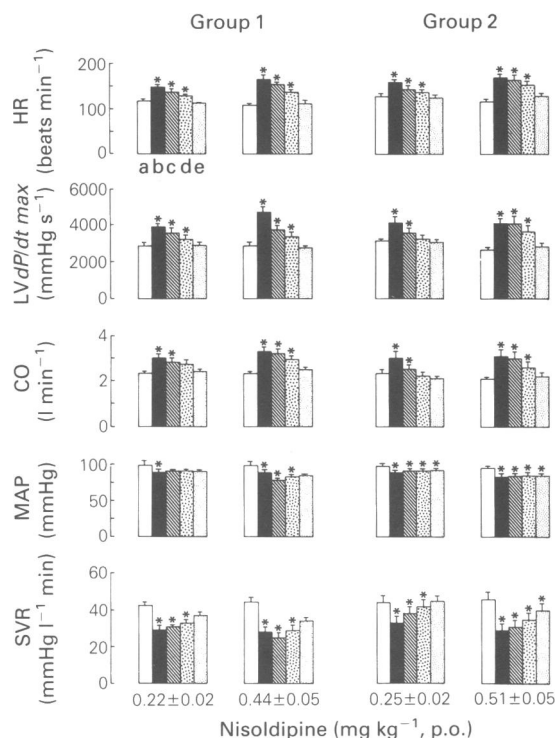 Group 1 Group 2
HR
(beats min⁻¹)
200
100
0
* * * * * * * * * * * *
abcde
LVdP/dt max
(mmHg s⁻¹)
6000
4000
2000
0
* * * * * * * * * * *
CO
(l min⁻¹)
4
2
0
* * * * * * * * * *
MAP
(mmHg)
100
50
0
* * * * * * * * * * * *
SVR
(mmHg l⁻¹ min)
60
40
20
0
* * * * * * * * * * * * *
0.22±0.02 0.44±0.05 0.25±0.02 0.51±0.05
Nisoldipine (mg kg⁻¹, p.o.)